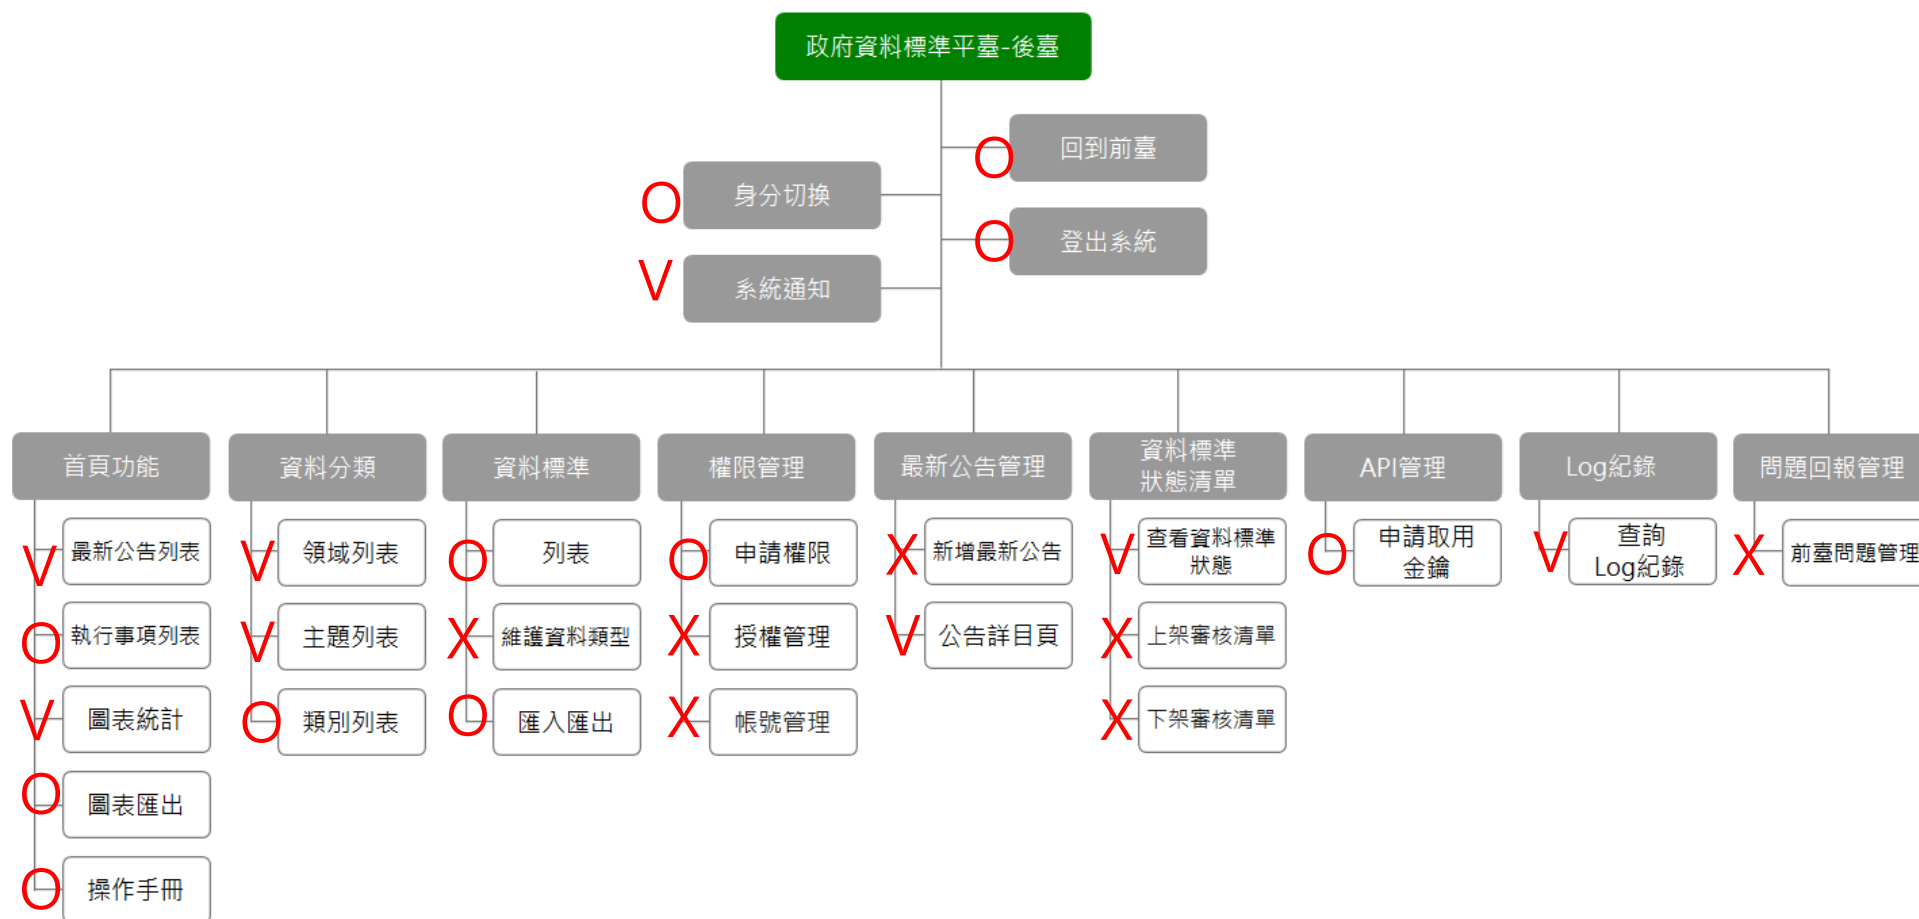 政府資料標準平臺-後臺
O 回到前臺
O 身分切換
O 登出系統
V 系統通知
首頁功能
V 最新公告列表
O 執行事項列表
V 圖表統計
O 圖表匯出
O 操作手冊
資料分類
V 領域列表
V 主題列表
O 類別列表
資料標準
O 列表
X 維護資料類型
O 匯入匯出
權限管理
O 申請權限
X 授權管理
X 帳號管理
最新公告管理
X 新增最新公告
V 公告詳目頁
資料標準
狀態清單
V 查看資料標準
狀態
X 上架審核清單
X 下架審核清單
API管理
O 申請取用
金鑰
Log紀錄
V 查詢
Log紀錄
問題回報管理
X 前臺問題管理